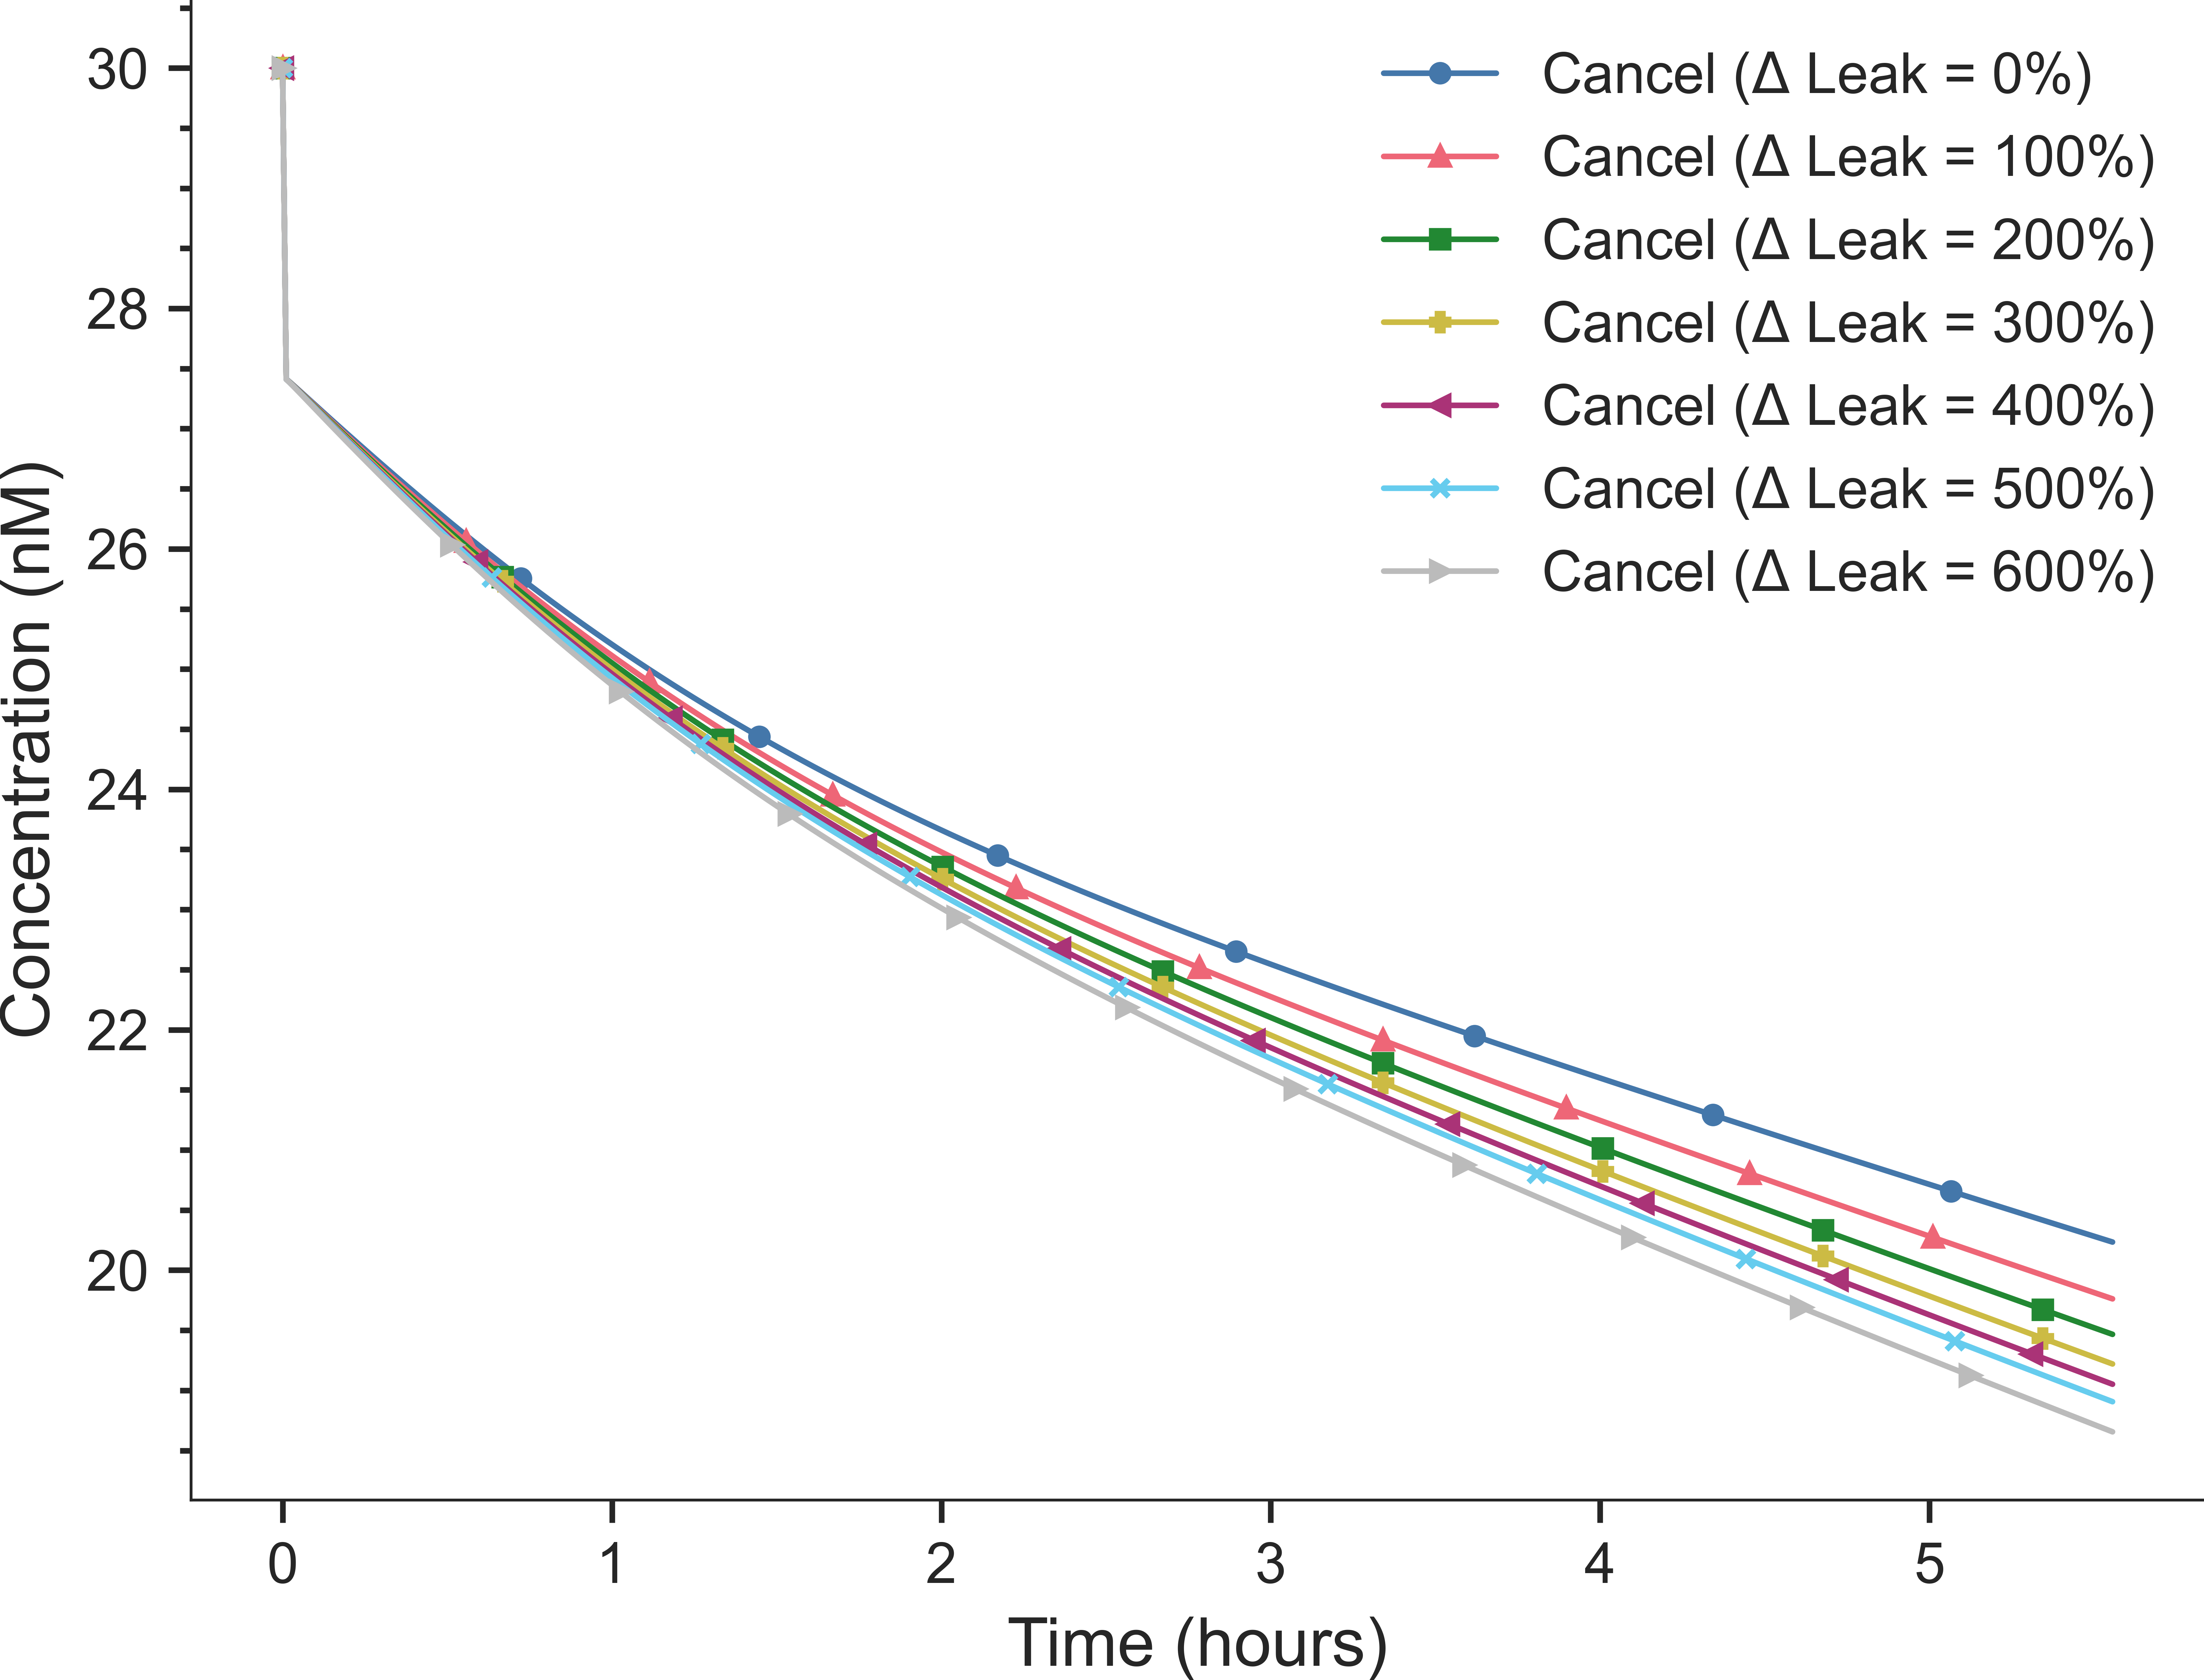 Concentration (nM)
30
28
26
24
22
20
Cancel (Δ Leak = 0%)
Cancel (Δ Leak = 100%)
Cancel (Δ Leak = 200%)
Cancel (Δ Leak = 300%)
Cancel (Δ Leak = 400%)
Cancel (Δ Leak = 500%)
Cancel (Δ Leak = 600%)
0 1 2 3 4 5
Time (hours)